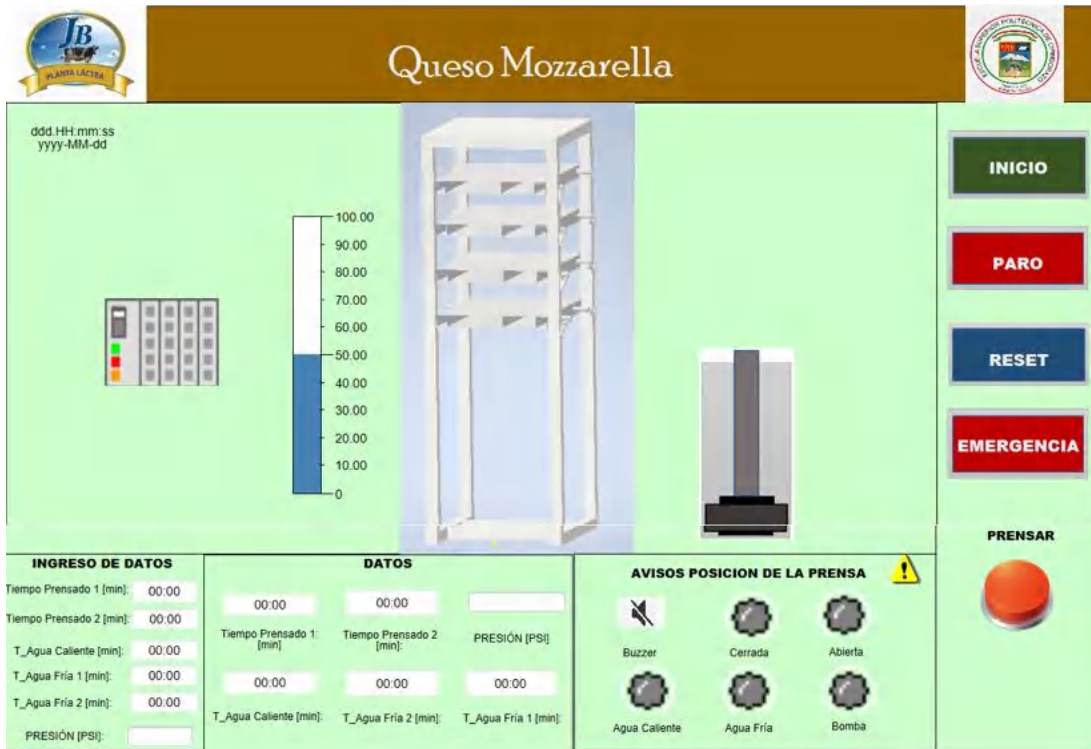 JB
PLANTA LÁCTEA
Queso Mozzarella
ddd.HH:mm:ss
yyyy-MM-dd
100.00
90.00
80.00
70.00
60.00
50.00
40.00
30.00
20.00
10.00
0
INICIO
PARO
RESET
EMERGENCIA
PRENSAR
INGRESO DE DATOS
Tiempo Prensado 1 [min]: 00:00
Tiempo Prensado 2 [min]: 00:00
T_Agua Caliente [min]: 00:00
T_Agua Fría 1 [min]: 00:00
T_Agua Fría 2 [min]: 00:00
PRESIÓN [PSI]:
DATOS
00:00 00:00
Tiempo Prensado 1:
[min]
Tiempo Prensado 2
[min]:
PRESIÓN [PSI]
00:00 00:00 00:00
T_Agua Caliente [min]: T_Agua Fría 2 [min]: T_Agua Fría 1 [min]:
AVISOS POSICION DE LA PRENSA
Buzzer Cerrada Abierta
Agua Caliente Agua Fría Bomba